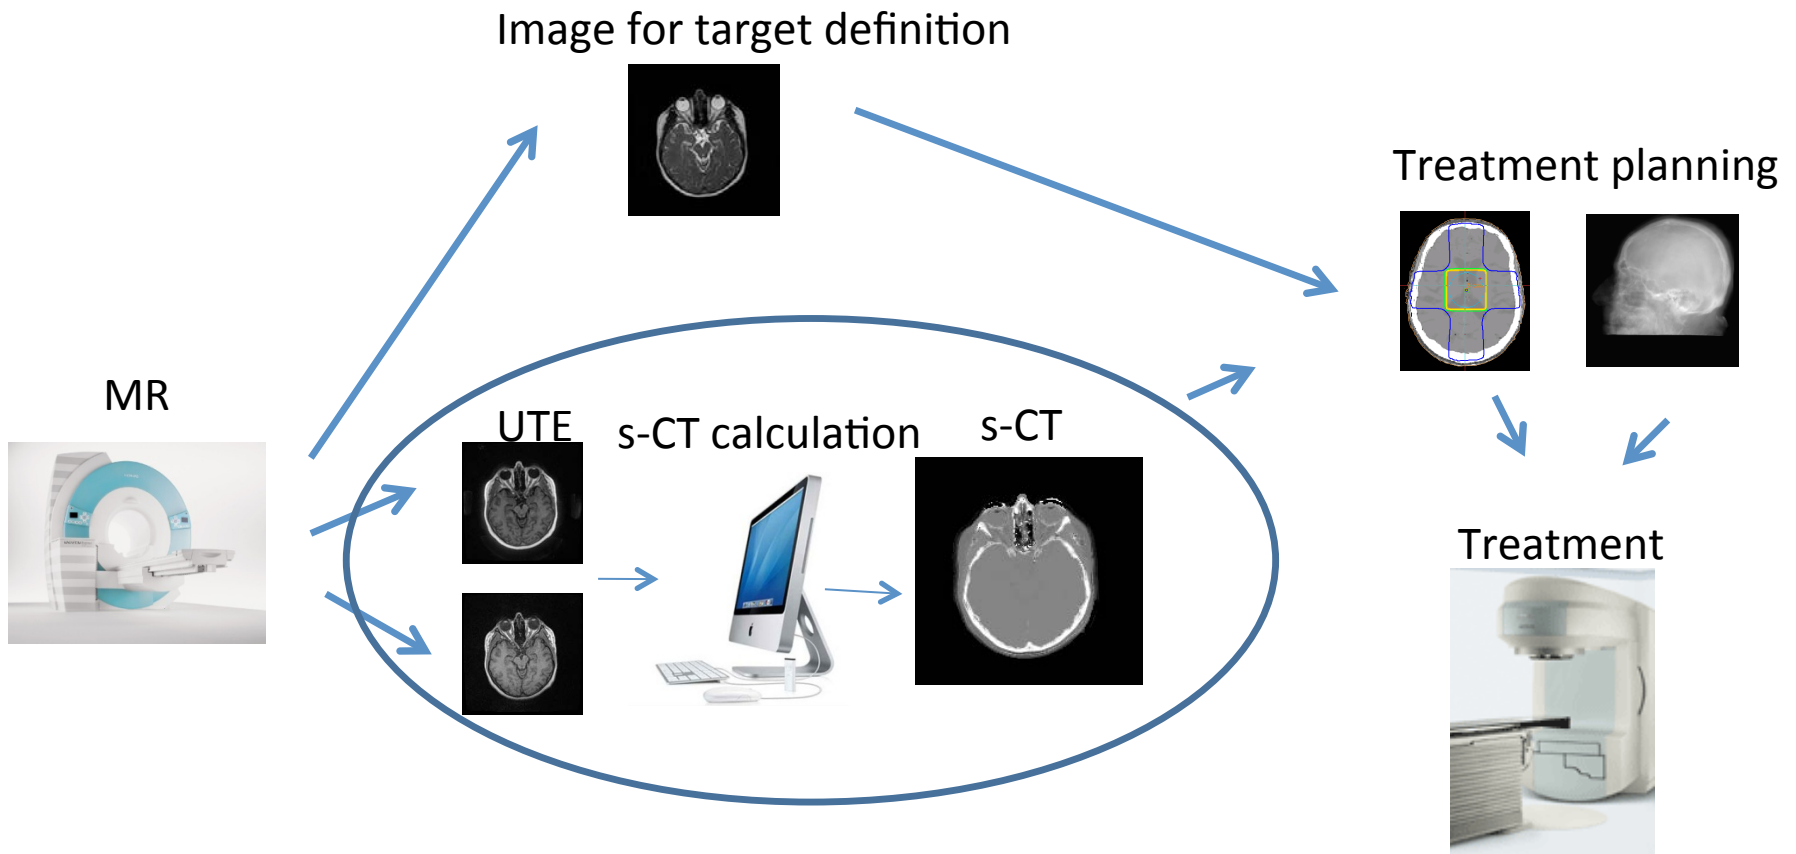 Image for target definition
Treatment planning
MR
UTE
s-CT calculation
s-CT
Treatment